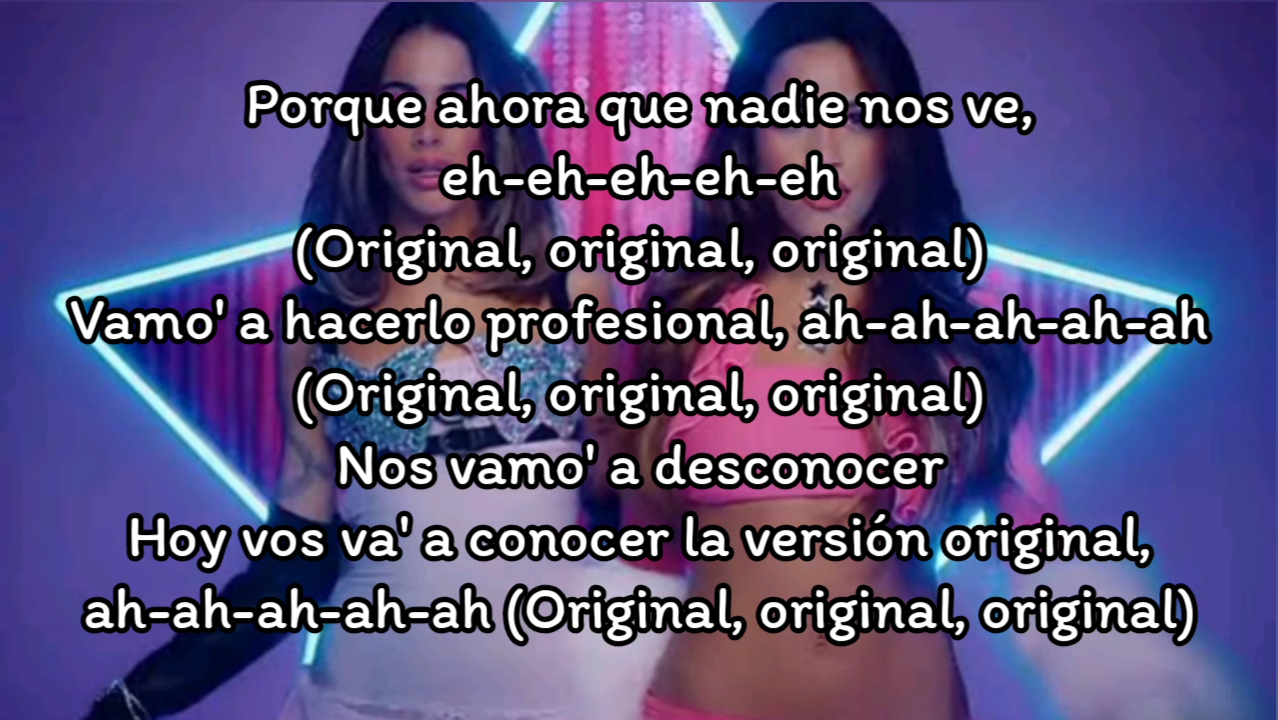 Porque ahora que nadie nos ve,
eh-eh-eh-eh-eh
(Original, original, original)
Vamo' a hacerlo profesional, ah-ah-ah-ah-ah
(Original, original, original)
Nos vamo' a desconocer
Hoy vos va' a conocer la versión original,
ah-ah-ah-ah-ah (Original, original, original)